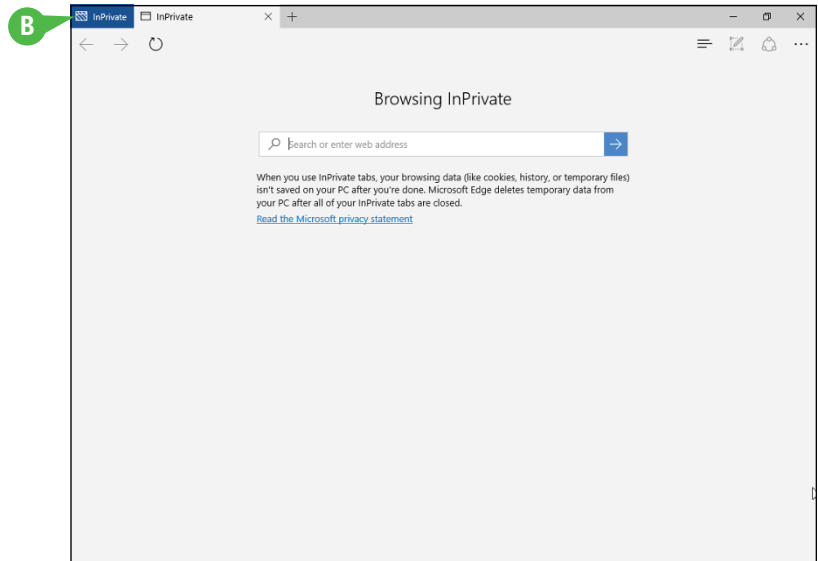 B
InPrivate InPrivate
Browsing InPrivate
Search or enter web address
When you use InPrivate tabs, your browsing data (like cookies, history, or temporary files)
isn't saved on your PC after you're done. Microsoft Edge deletes temporary data from
your PC after all of your InPrivate tabs are closed.
Read the Microsoft privacy statement